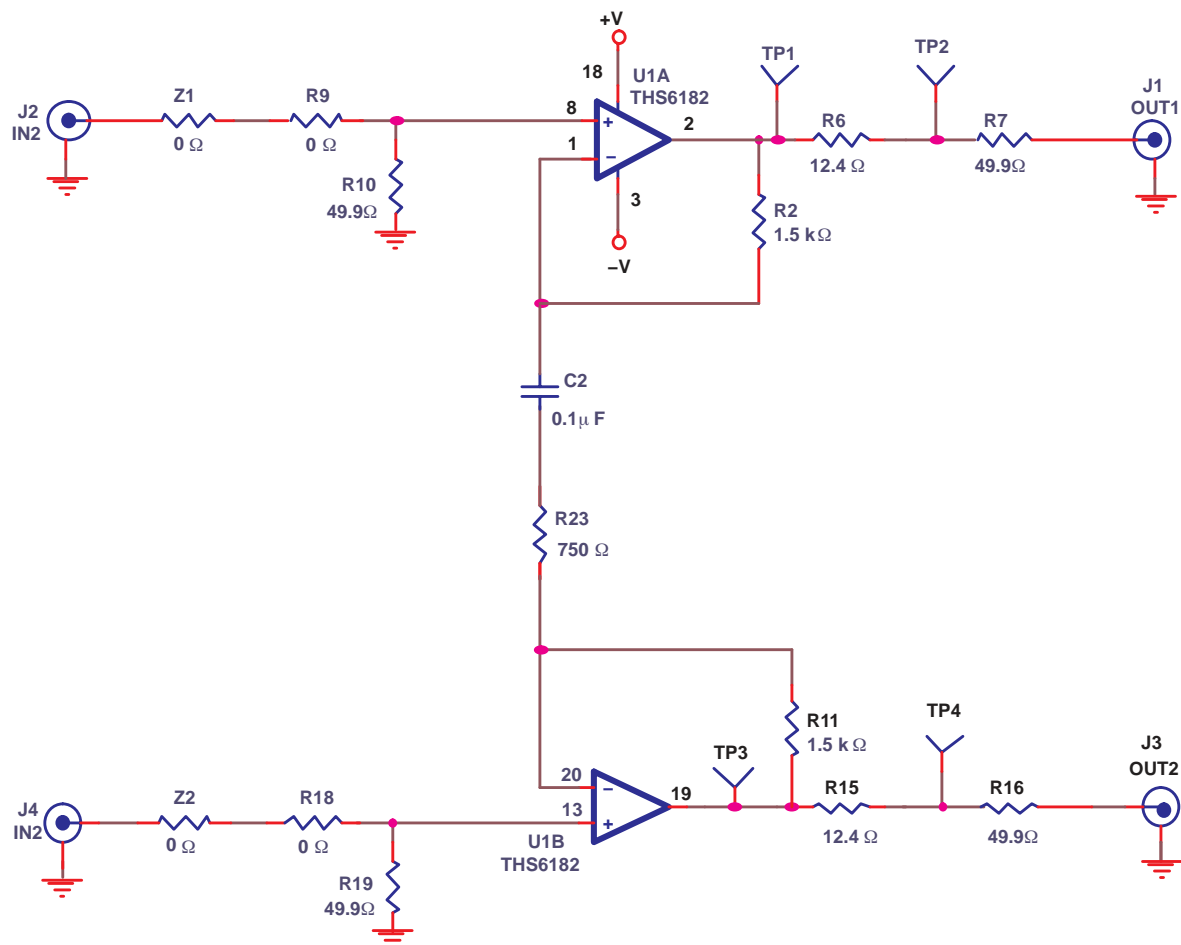 +V
18
U1A
THS6182
TP1
TP2
J2
IN2
Z1
0 Ω
R9
0 Ω
8
+
1
−
2
R6
12.4 Ω
R7
49.9Ω
J1
OUT1
R10
49.9Ω
3
−V
R2
1.5 kΩ
C2
0.1μ F
R23
750 Ω
R11
1.5 k Ω
TP3
TP4
J3
OUT2
20
−
13
+
19
R15
12.4 Ω
R16
49.9Ω
J4
IN2
Z2
0 Ω
R18
0 Ω
U1B
THS6182
R19
49.9Ω